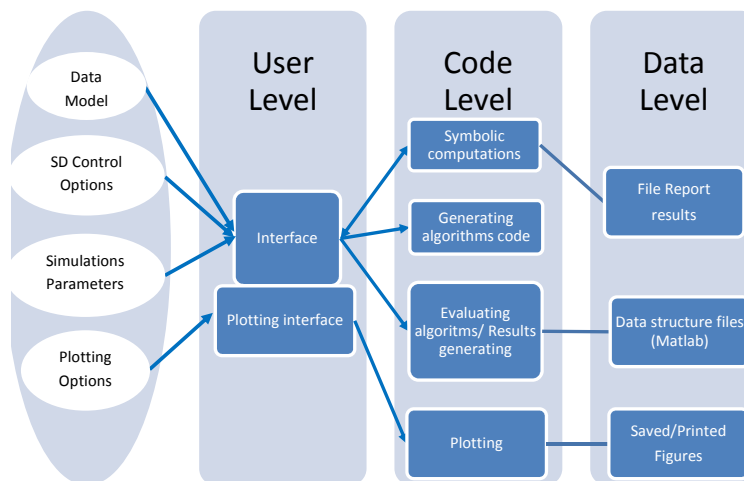 Data
Model
SD Control
Options
Simulations
Parameters
Plotting
Options
User
Level
Interface
Plotting interface
Code
Level
Symbolic
computations
Generating
algorithms code
Evaluating
algoritms/ Results
generating
Plotting
Data
Level
File Report
results
Data structure files
(Matlab)
Saved/Printed
Figures